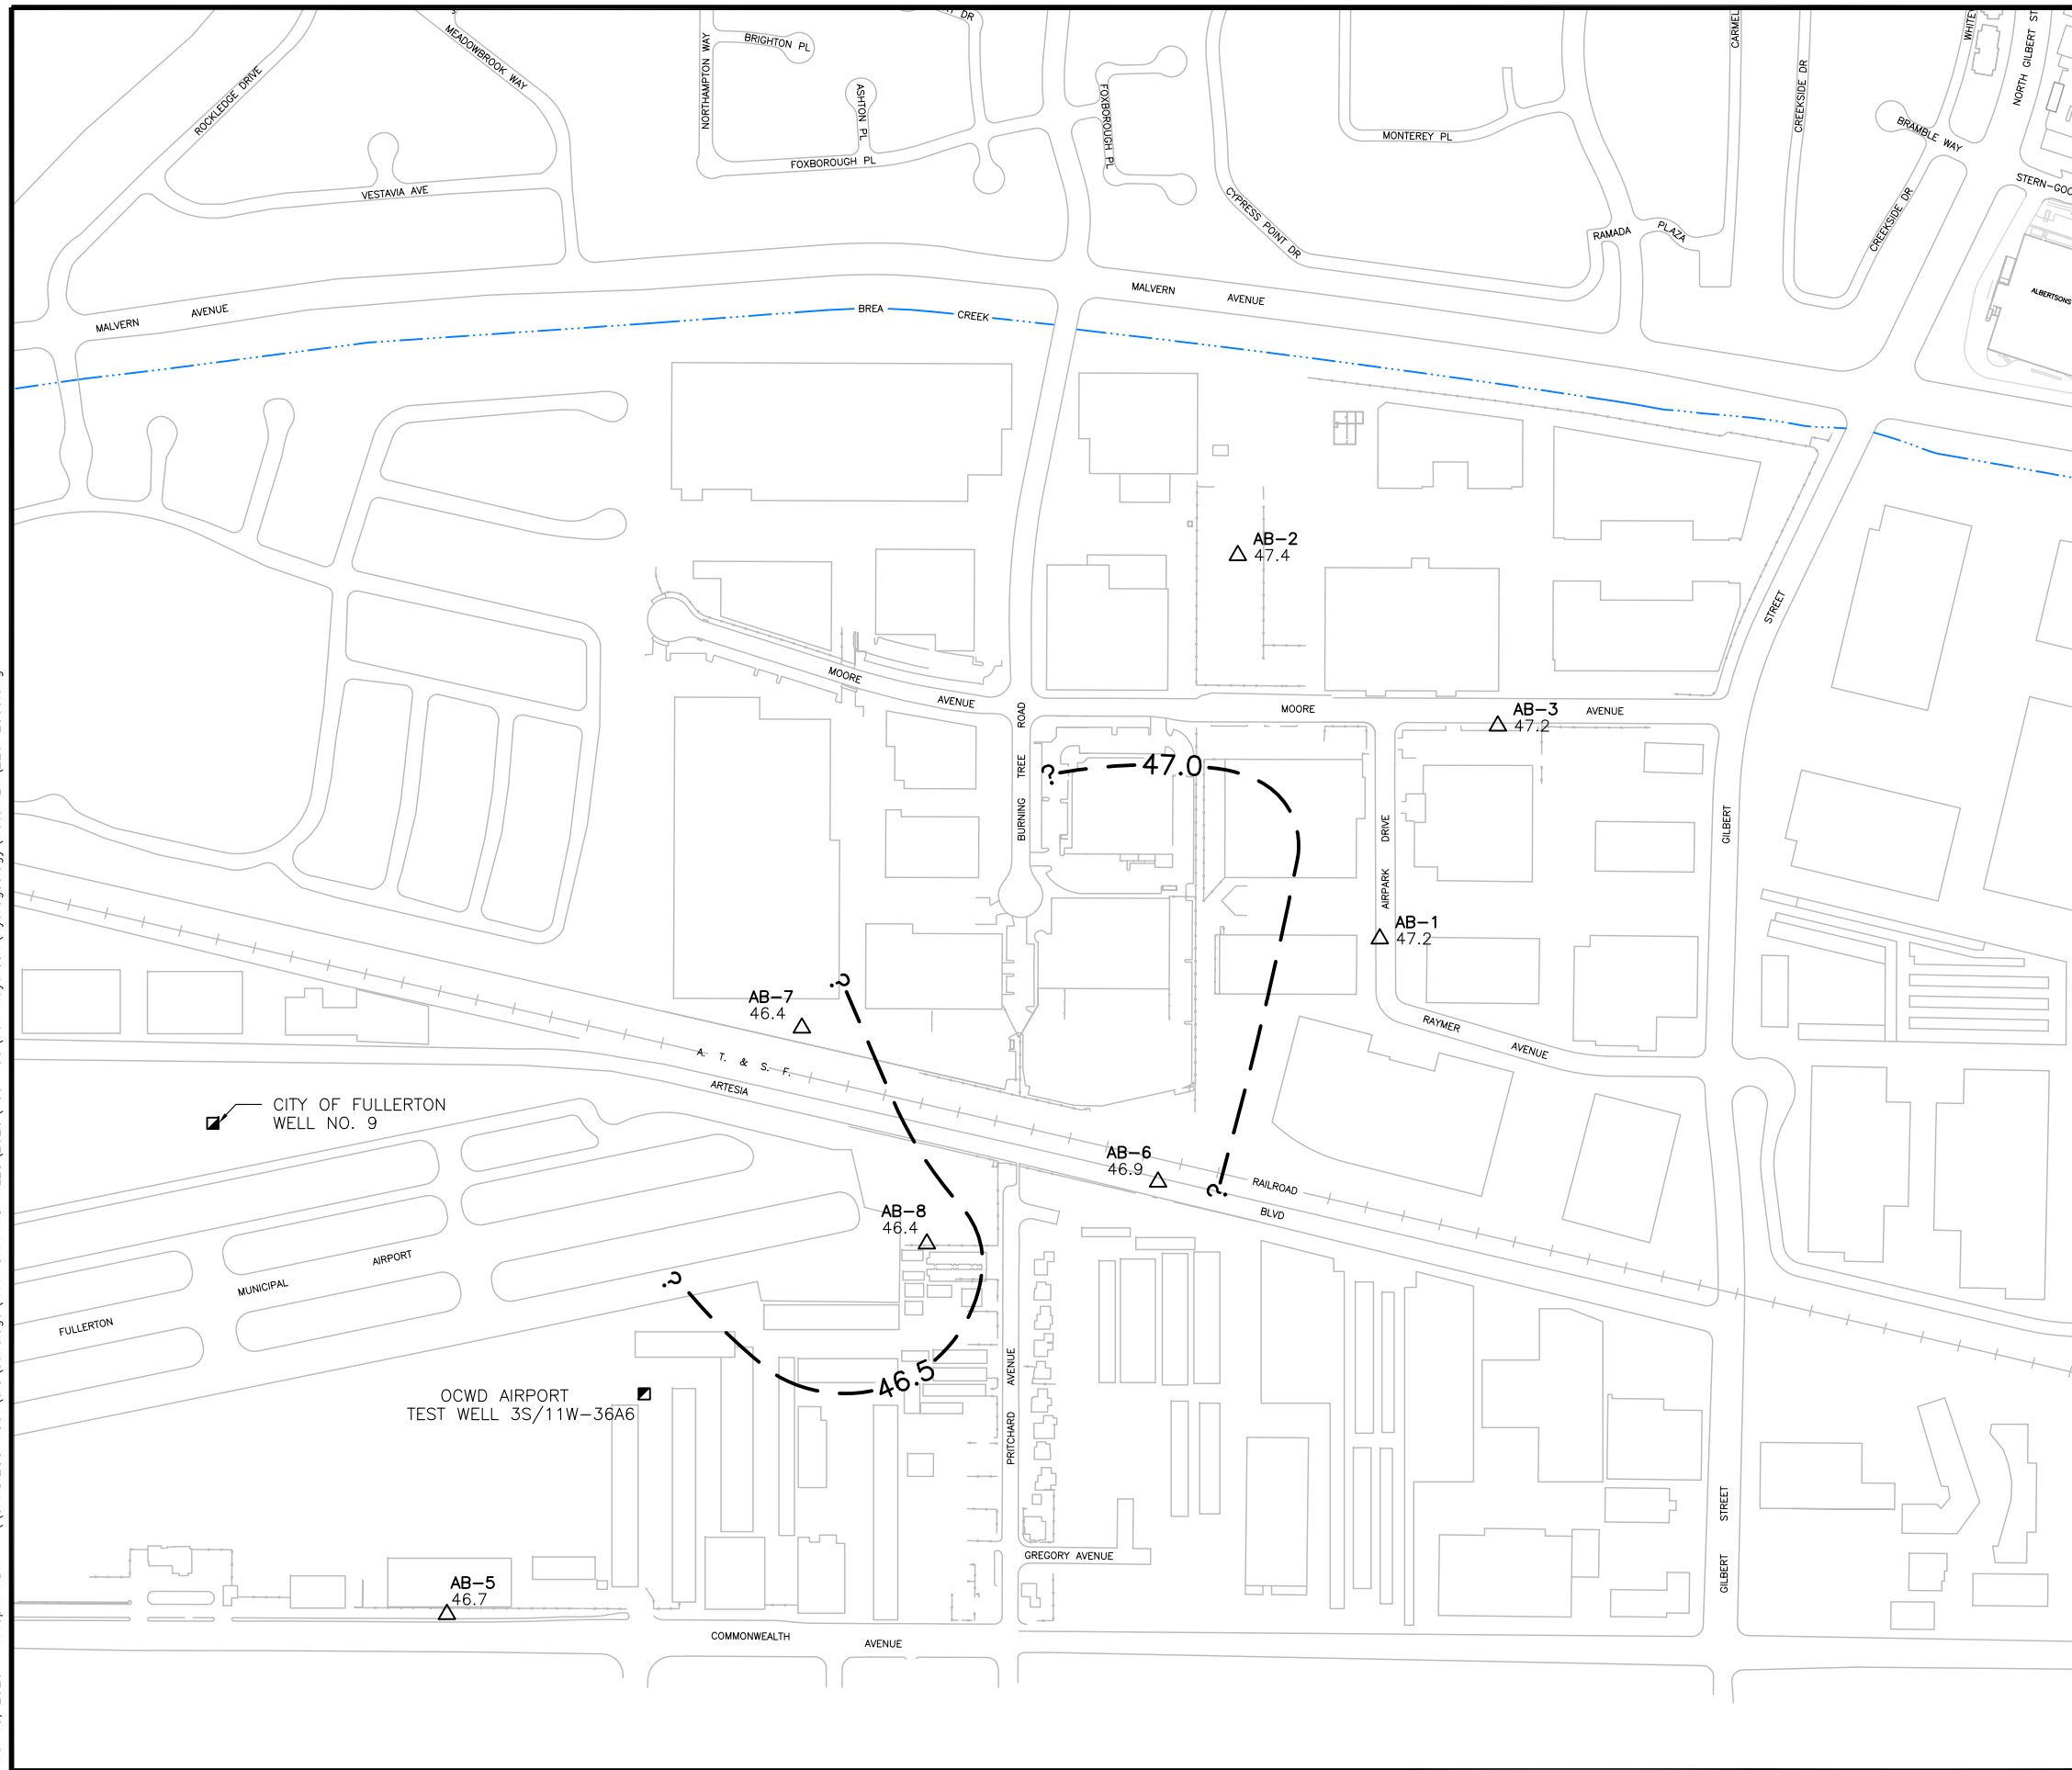 ROCKLEDGE DRIVE
MEADOWBROOK WAY
NORTHAMPTON WAY
BRIGHTON PL
ASHTON PL
DR
FOXBOROUGH PL
FOXBOROUGH PL
VESTAVIA AVE
CYPRESS POINT DR
MONTEREY PL
RAMADA PLAZA
CARMEL
CREEKSIDE DR
CREEKSIDE DR
WHITEY
NORTH GILBERT ST
BRAMBLE WAY
STERN-GOO
ALBERTSONS
MALVERN AVENUE
MALVERN AVENUE
BREA CREEK
AB-2
47.4
STREET
MOORE AVENUE
MOORE AVENUE
AB-3
47.2
BURNING TREE ROAD
? 47.0
AIRPARK DRIVE
GILBERT
AB-1
47.2
RAYMER AVENUE
?
AB-7
46.4
A. T. & S. F.
ARTESIA
CITY OF FULLERTON
WELL NO. 9
AB-6
46.9
?
RAILROAD
BLVD
AB-8
46.4
FULLERTON MUNICIPAL AIRPORT
?
46.5
OCWD AIRPORT
TEST WELL 3S/11W-36A6
PRITCHARD AVENUE
GREGORY AVENUE
GILBERT STREET
AB-5
46.7
COMMONWEALTH AVENUE